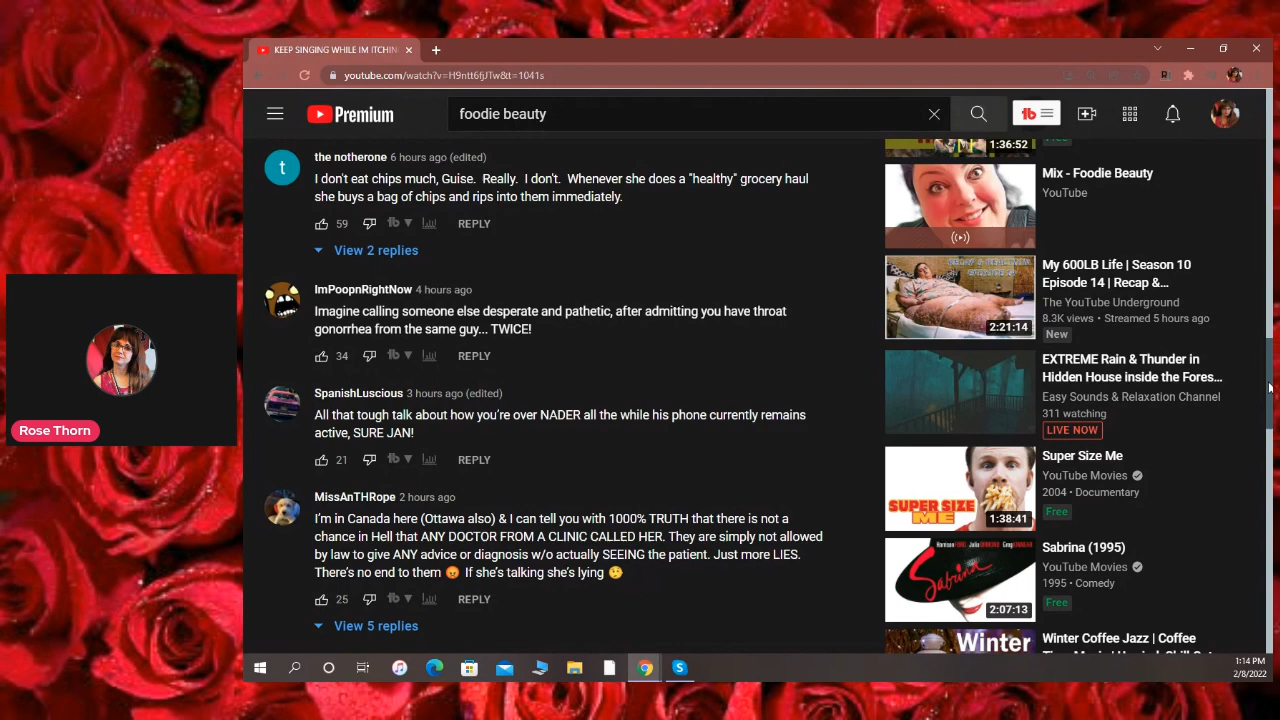 KEEP SINGING WHILE IM ITCHIN
youtube.com/watch?v=H9ntt6fjJTw&t=1041s
Premium
foodie beauty
the notherone 6 hours ago (edited)
I don't eat chips much, Guise. Really. I don't. Whenever she does a "healthy" grocery haul
she buys a bag of chips and rips into them immediately.
59 REPLY
View 2 replies
ImPoopnRightNow 4 hours ago
Imagine calling someone else desperate and pathetic, after admitting you have throat
gonorrhea from the same guy... TWICE!
34 REPLY
SpanishLuscious 3 hours ago (edited)
All that tough talk about how you're over NADER all the while his phone currently remains
active, SURE JAN!
21 REPLY
MissAnTHRope 2 hours ago
I'm in Canada here (Ottawa also) & I can tell you with 1000% TRUTH that there is not a
chance in Hell that ANY DOCTOR FROM A CLINIC CALLED HER. They are simply not allowed
by law to give ANY advice or diagnosis w/o actually SEEING the patient. Just more LIES.
There's no end to them 😡 If she's talking she's lying 🤥
25 REPLY
View 5 replies
1:36:52
Free
Mix - Foodie Beauty
YouTube
My 600LB Life | Season 10
Episode 14 | Recap &...
The YouTube Underground
8.3K views • Streamed 5 hours ago
New
2:21:14
EXTREME Rain & Thunder in
Hidden House inside the Fores...
Easy Sounds & Relaxation Channel
311 watching
LIVE NOW
SUPER SIZE
ME
1:38:41
Super Size Me
YouTube Movies
2004 • Documentary
Free
Sabrina
2:07:13
Sabrina (1995)
YouTube Movies
1995 • Comedy
Free
Winter
Winter Coffee Jazz | Coffee
Rose Thorn
1:14 PM
2/8/2022